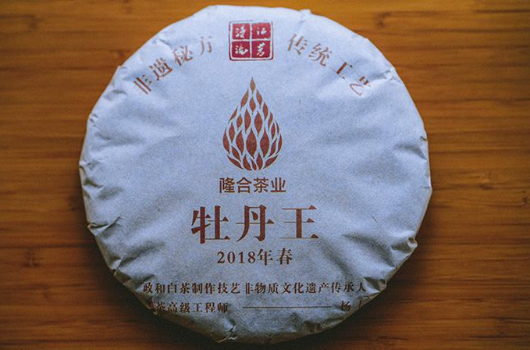 非遗秘方 传统工艺
隆合茶业
牡丹王
2018年春
政和白茶制作技艺非物质文化遗产传承人
茶高级工程师 杨